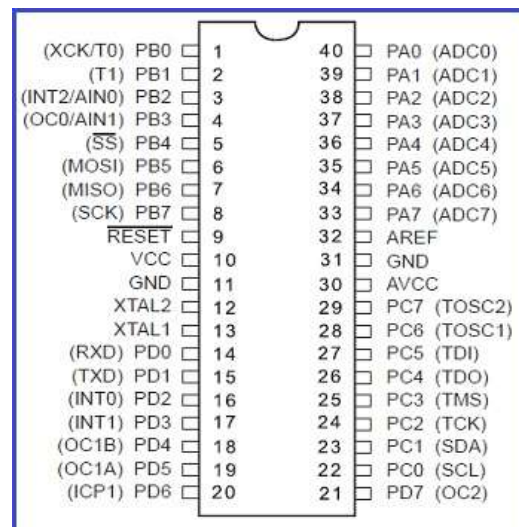 (XCK/T0) PB0 1 40 PA0 (ADC0)
(T1) PB1 2 39 PA1 (ADC1)
(INT2/AIN0) PB2 3 38 PA2 (ADC2)
(OC0/AIN1) PB3 4 37 PA3 (ADC3)
(SS) PB4 5 36 PA4 (ADC4)
(MOSI) PB5 6 35 PA5 (ADC5)
(MISO) PB6 7 34 PA6 (ADC6)
(SCK) PB7 8 33 PA7 (ADC7)
RESET 9 32 AREF
VCC 10 31 GND
GND 11 30 AVCC
XTAL2 12 29 PC7 (TOSC2)
XTAL1 13 28 PC6 (TOSC1)
(RXD) PD0 14 27 PC5 (TDI)
(TXD) PD1 15 26 PC4 (TDO)
(INT0) PD2 16 25 PC3 (TMS)
(INT1) PD3 17 24 PC2 (TCK)
(OC1B) PD4 18 23 PC1 (SDA)
(OC1A) PD5 19 22 PC0 (SCL)
(ICP1) PD6 20 21 PD7 (OC2)